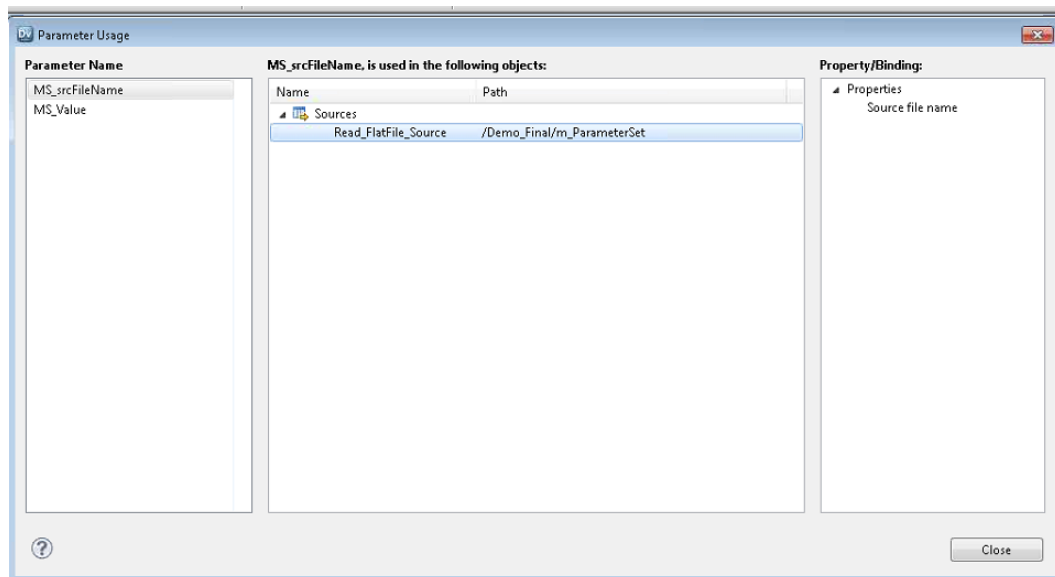 Dv Parameter Usage
Parameter Name
MS_srcFileName
MS_Value
MS_srcFileName, is used in the following objects:
Name Path
Sources
Read_FlatFile_Source /Demo_Final/m_ParameterSet
Property/Binding:
Properties
Source file name
?
Close